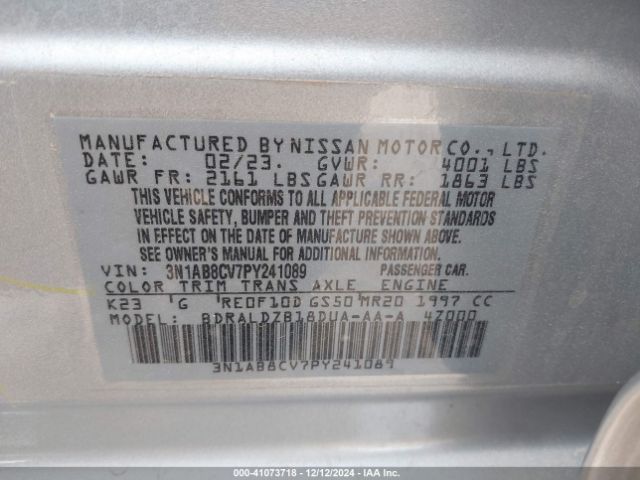 MANUFACTURED BY NISSAN MOTOR CO., LTD.
DATE: 02/23. GVWR: 4001 LBS
GAWR FR: 2161 LBS GAWR RR: 1863 LBS
THIS VEHICLE CONFORMS TO ALL APPLICABLE FEDERAL MOTOR
VEHICLE SAFETY, BUMPER AND THEFT PREVENTION STANDARDS
IN EFFECT ON THE DATE OF MANUFACTURE SHOWN ABOVE.
SEE OWNER'S MANUAL FOR ADDITIONAL INFORMATION.
VIN: 3N1AB8CV7PY241089 PASSENGER CAR.
COLOR TRIM TRANS AXLE ENGINE
K23 'G 'RE0F10D GS50'MR20 1997 CC
MODEL: BDRALDZB18DUA-AA-A 4Z000
3N1AB8CV7PY241089
000-41073718 - 12/12/2024 - IAA Inc.